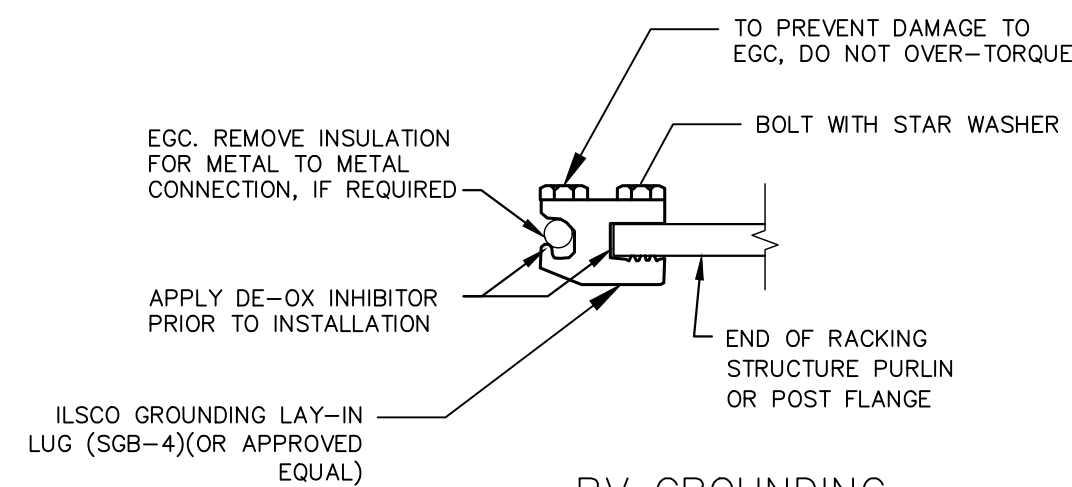 TO PREVENT DAMAGE TO
EGC, DO NOT OVER-TORQUE
BOLT WITH STAR WASHER
EGC. REMOVE INSULATION
FOR METAL TO METAL
CONNECTION, IF REQUIRED
APPLY DE-OX INHIBITOR
PRIOR TO INSTALLATION
END OF RACKING
STRUCTURE PURLIN
OR POST FLANGE
ILSCO GROUNDING LAY-IN
LUG (SGB-4)(OR APPROVED
EQUAL)
PV GROUNDING